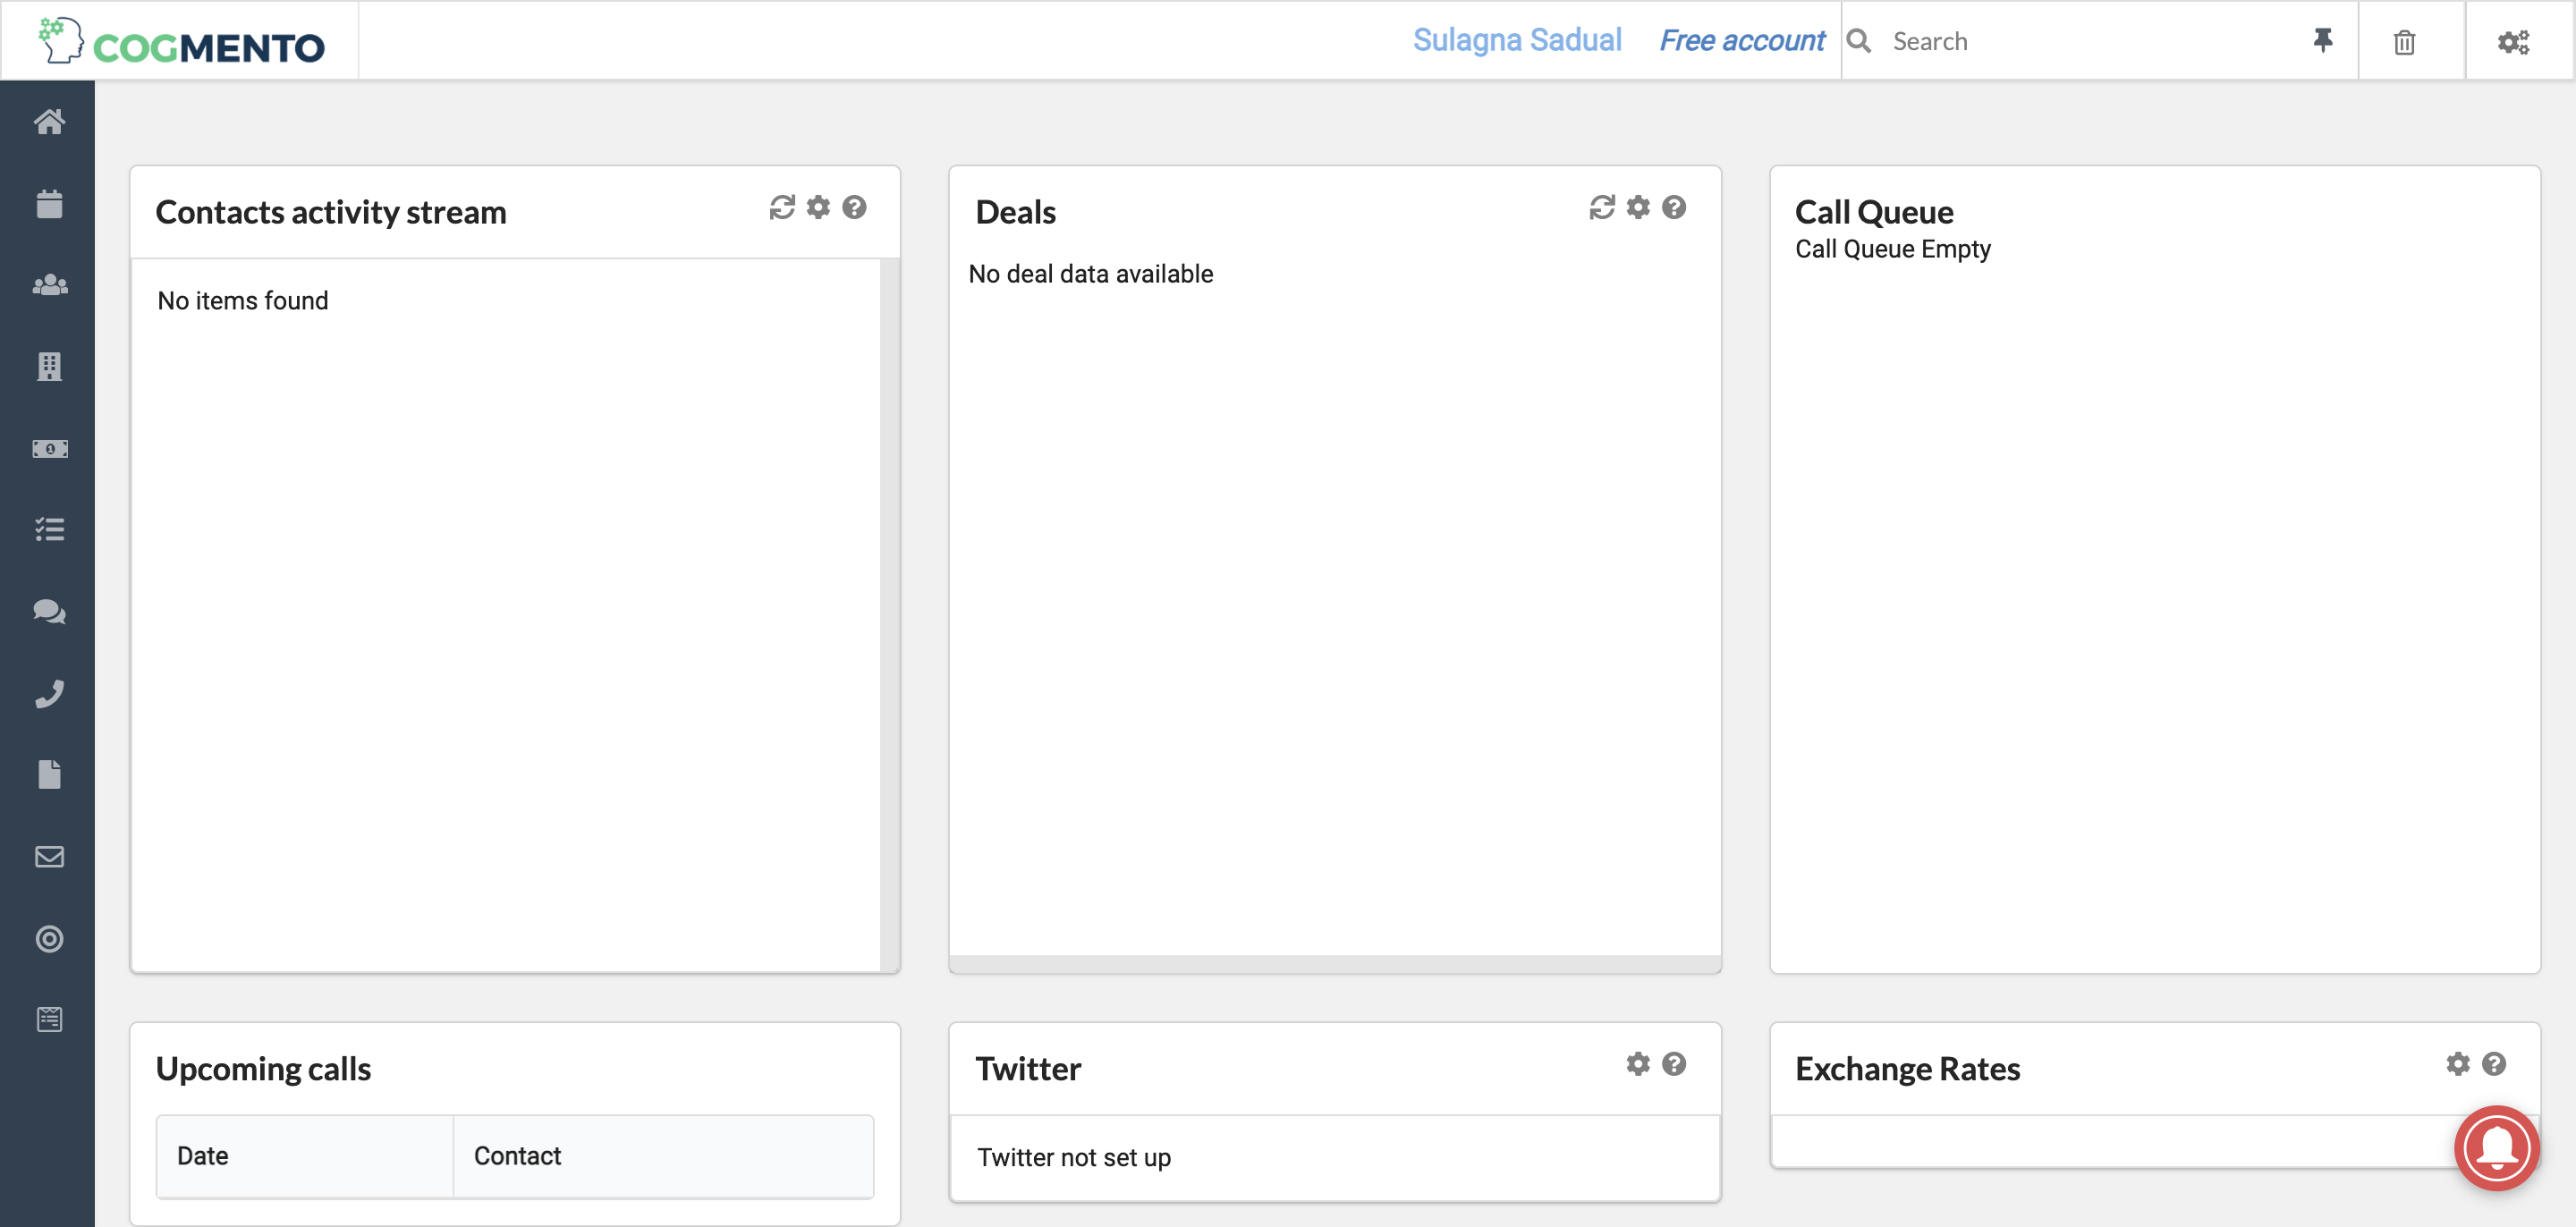 COGMENTO
Sulagna Sadual
Free account
Search
Contacts activity stream
No items found
Deals
No deal data available
Call Queue
Call Queue Empty
Upcoming calls
Date
Contact
Twitter
Twitter not set up
Exchange Rates